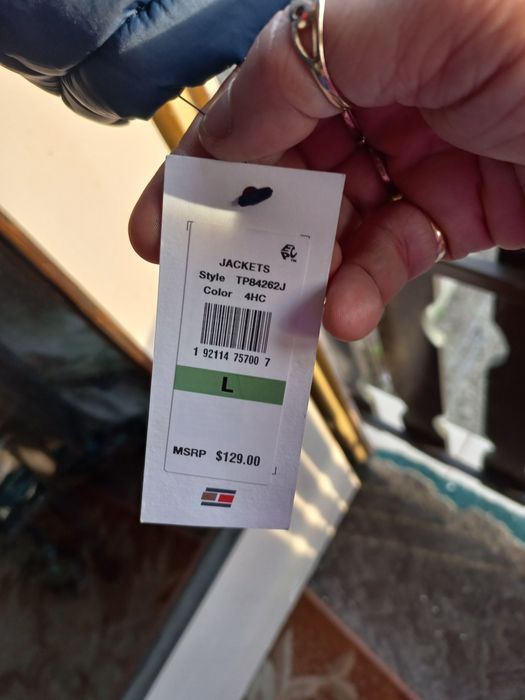 JACKETS
Style TP84262J
Color 4HC
1 92114 75700 7
L
MSRP $129.00